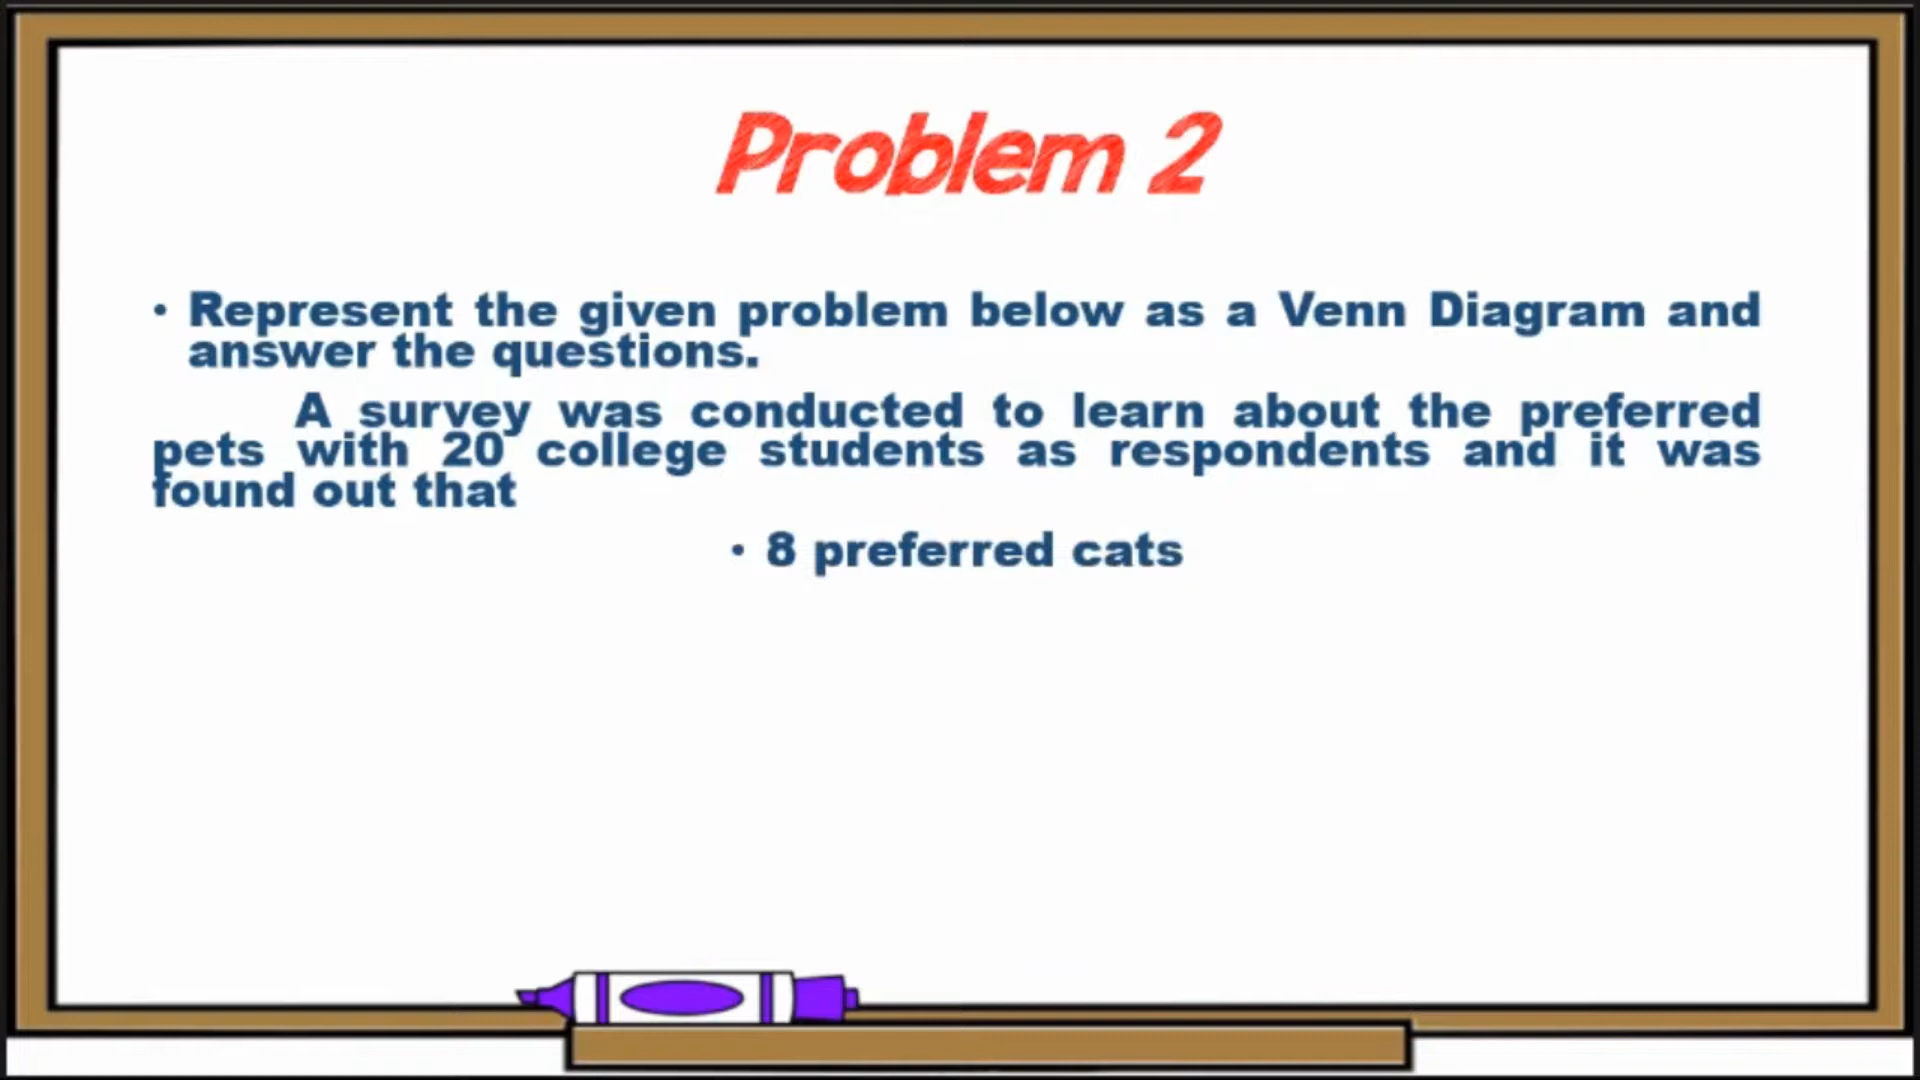 Problem 2
• Represent the given problem below as a Venn Diagram and
answer the questions.
A survey was conducted to learn about the preferred
pets with 20 college students as respondents and it was
found out that
• 8 preferred cats